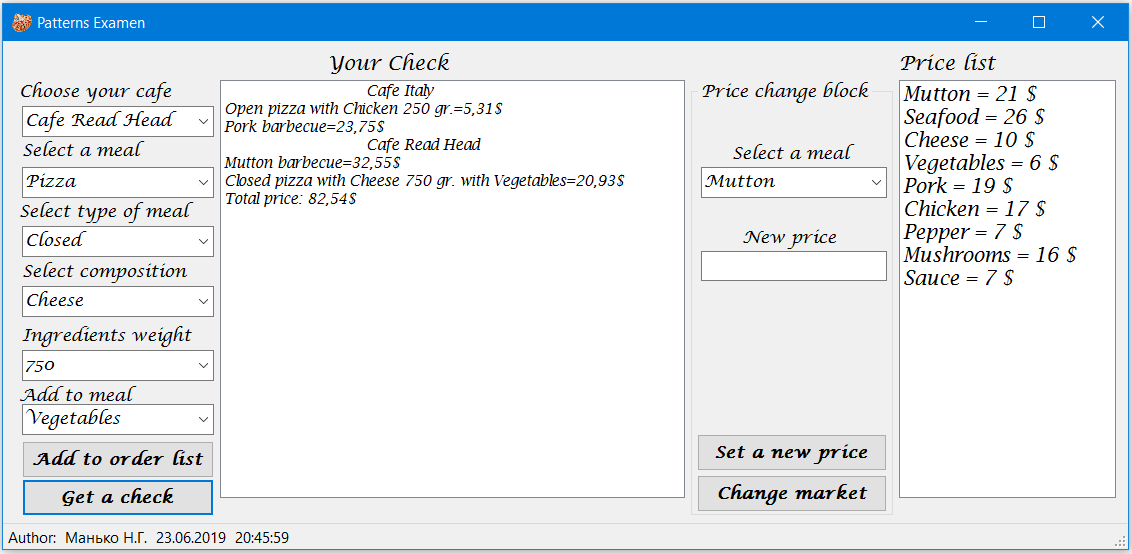 Patterns Examen
Choose your cafe
Cafe Read Head
Select a meal
Pizza
Select type of meal
Closed
Select composition
Cheese
Ingredients weight
750
Add to meal
Vegetables
Add to order list
Get a check
Your Check
Cafe Italy
Open pizza with Chicken 250 gr.=5,31$
Pork barbecue=23,75$
Cafe Read Head
Mutton barbecue=32,55$
Closed pizza with Cheese 750 gr. with Vegetables=20,93$
Total price: 82,54$
Price change block
Select a meal
Mutton
New price
Set a new price
Change market
Price list
Mutton = 21 $
Seafood = 26 $
Cheese = 10 $
Vegetables = 6 $
Pork = 19 $
Chicken = 17 $
Pepper = 7 $
Mushrooms = 16 $
Sauce = 7 $
Author: Манько Н.Г. 23.06.2019 20:45:59